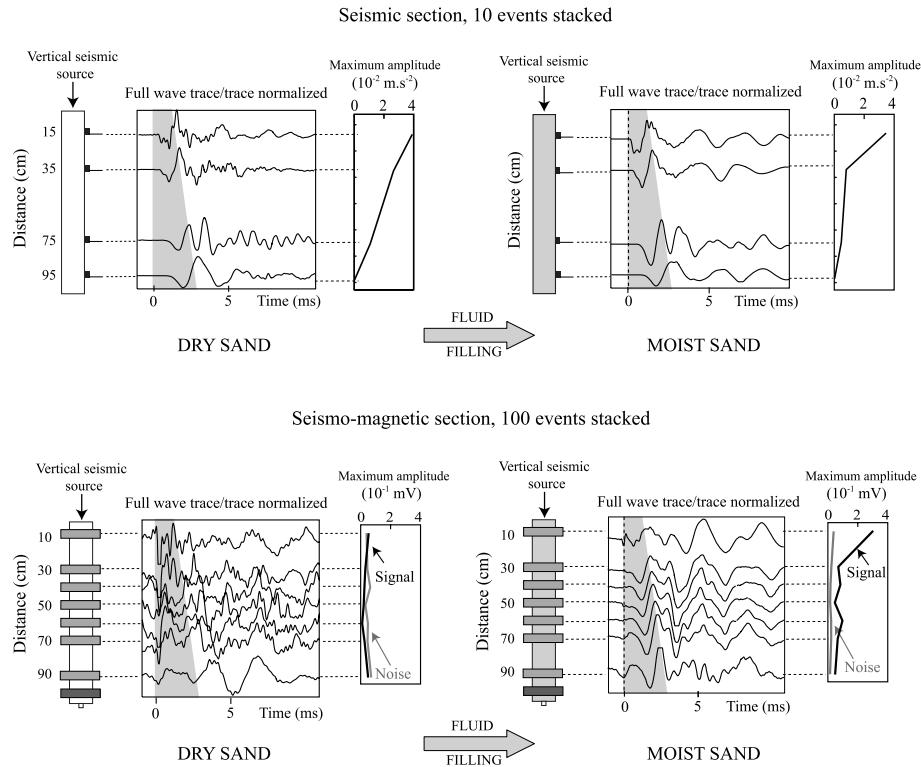 Seismic section, 10 events stacked
Vertical seismic
source
Full wave trace/trace normalized
Maximum amplitude
(10-2 m.s-2)
0 2 4
Distance (cm)
15
35
75
95
0 5 Time (ms)
DRY SAND
Vertical seismic
source
Full wave trace/trace normalized
Maximum amplitude
(10-2 m.s-2)
0 2 4
Distance (cm)
0 5 Time (ms)
MOIST SAND
FLUID
FILLING
Seismo-magnetic section, 100 events stacked
Vertical seismic
source
Full wave trace/trace normalized
Maximum amplitude
(10-1 mV)
0 2 4
Distance (cm)
10
30
50
70
90
Signal
Noise
0 5 Time (ms)
DRY SAND
Vertical seismic
source
Full wave trace/trace normalized
Maximum amplitude
(10-1 mV)
0 2 4
Distance (cm)
10
30
50
70
90
Signal
Noise
0 5 Time (ms)
MOIST SAND
FLUID
FILLING